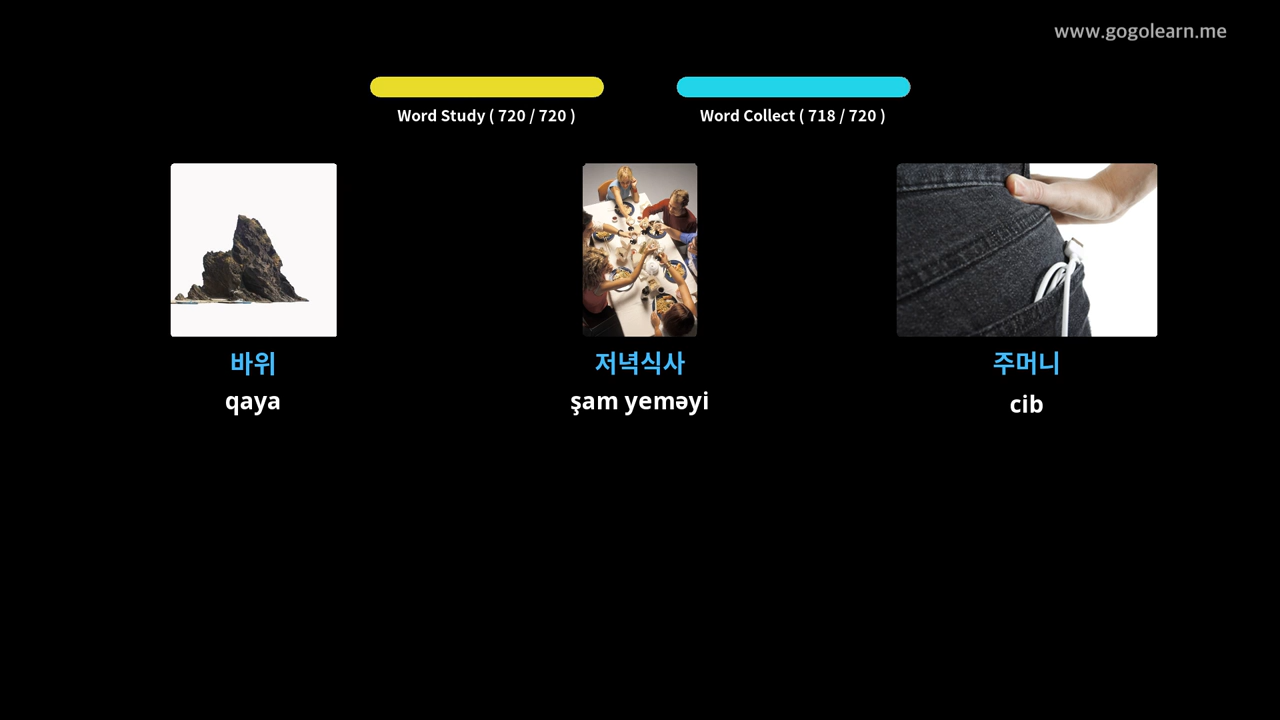 www.gogolearn.me
Word Study ( 720 / 720 )
Word Collect ( 718 / 720 )
바위
저녁식사
주머니
qaya
şam yeməyi
cib